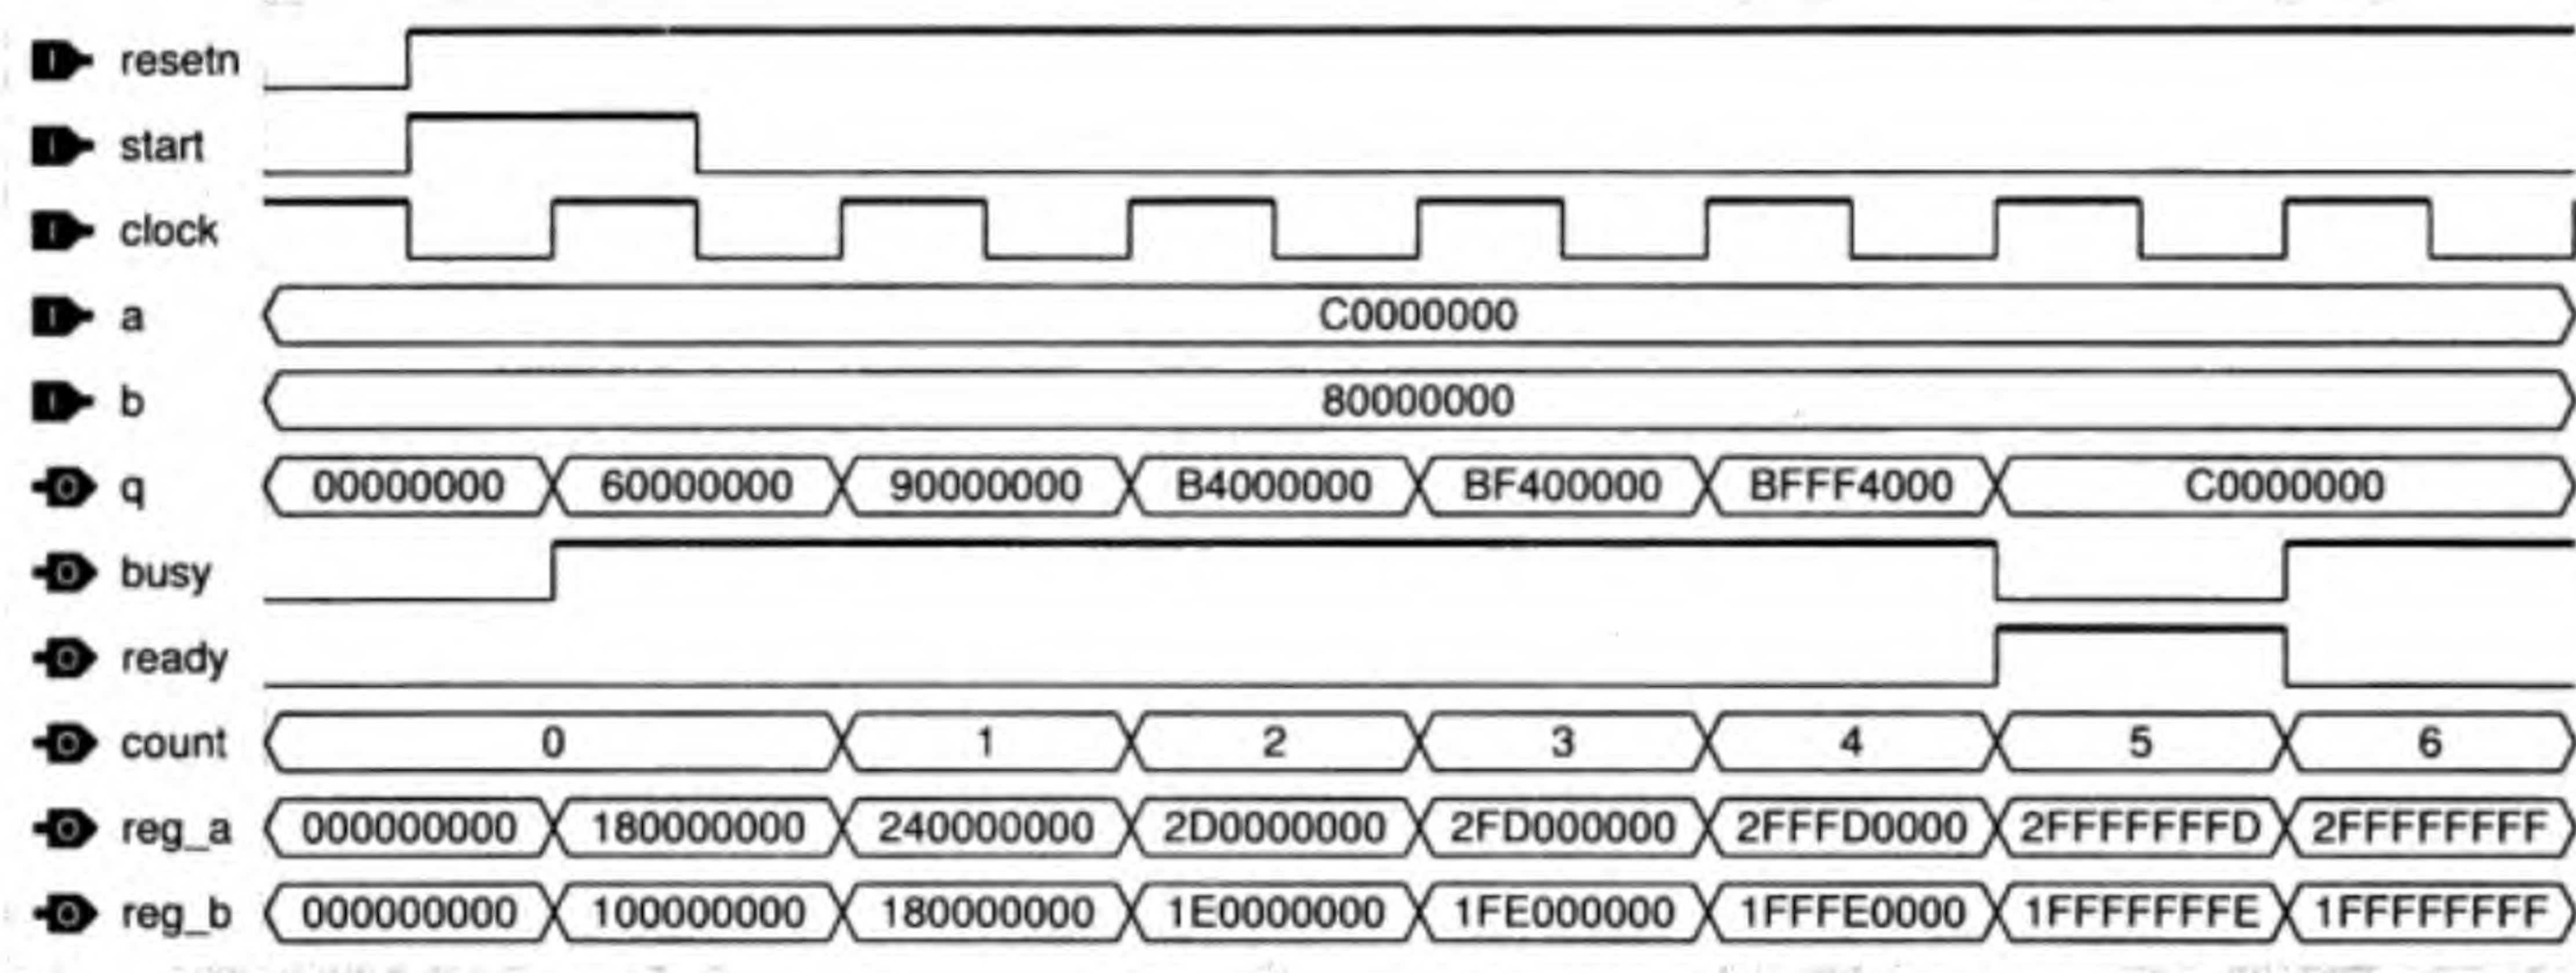 resetn
start
clock
a C0000000
b 80000000
q 00000000 60000000 90000000 B4000000 BF400000 BFFF4000 C0000000
busy
ready
count 0 1 2 3 4 5 6
reg_a 000000000 180000000 240000000 2D0000000 2FD000000 2FFFD0000 2FFFFFFFD 2FFFFFFFF
reg_b 000000000 100000000 180000000 1E0000000 1FE000000 1FFFE0000 1FFFFFFFE 1FFFFFFFF